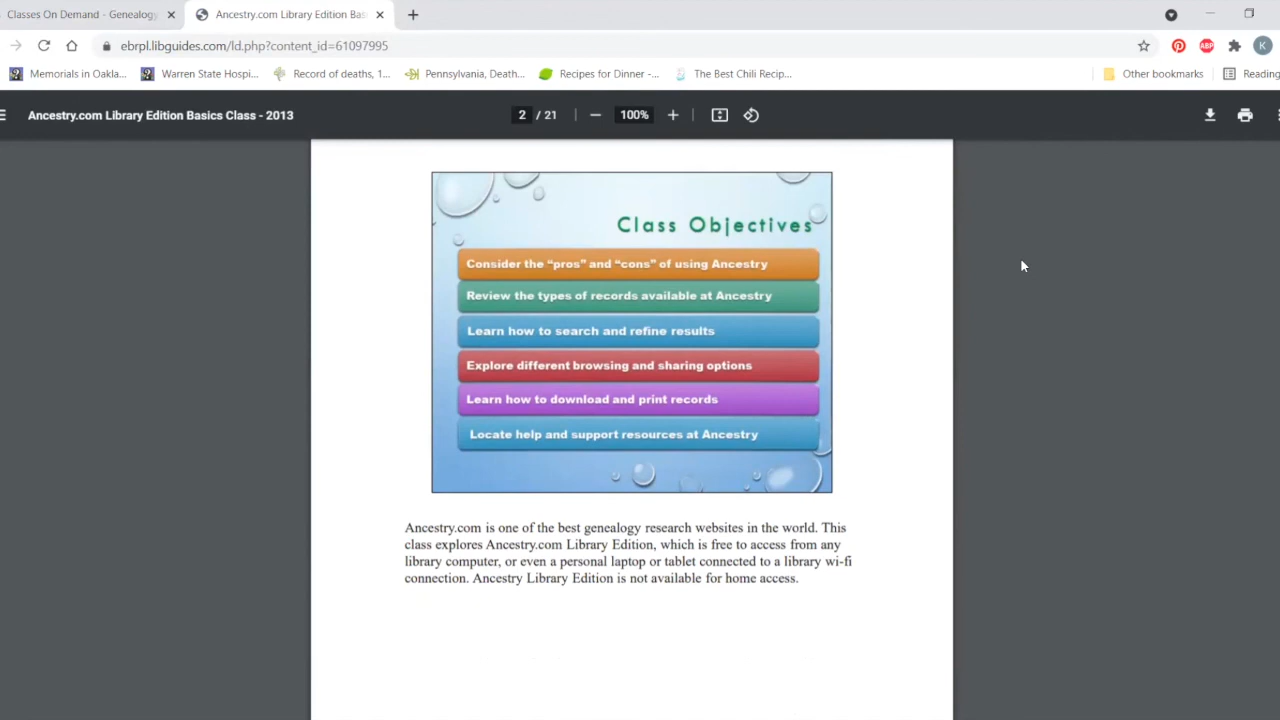 Classes On Demand - Genealogy
Ancestry.com Library Edition Bas
ebrpl.libguides.com/ld.php?content_id=61097995
ABP
K
Memorials in Oakla...
Warren State Hospi...
Record of deaths, 1...
Pennsylvania, Death...
Recipes for Dinner -...
The Best Chili Recip...
Other bookmarks
Reading
Ancestry.com Library Edition Basics Class - 2013
2 / 21
100%
Class Objectives
Consider the “pros” and “cons” of using Ancestry
Review the types of records available at Ancestry
Learn how to search and refine results
Explore different browsing and sharing options
Learn how to download and print records
Locate help and support resources at Ancestry
Ancestry.com is one of the best genealogy research websites in the world. This
class explores Ancestry.com Library Edition, which is free to access from any
library computer, or even a personal laptop or tablet connected to a library wi-fi
connection. Ancestry Library Edition is not available for home access.